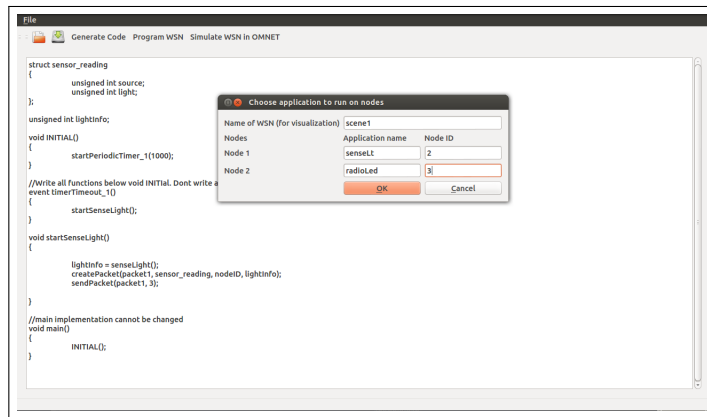 File
Generate Code Program WSN Simulate WSN in OMNET
struct sensor_reading
{
unsigned int source;
unsigned int light;
};
unsigned int lightInfo;
void INITIAL()
{
startPeriodicTimer_1(1000);
}
//Write all functions below void INITIal. Dont write a
event timerTimeout_1()
{
startSenseLight();
}
void startSenseLight()
{
lightInfo = senseLight();
createPacket(packet1, sensor_reading, nodeID, lightInfo);
sendPacket(packet1, 3);
}
//main implementation cannot be changed
void main()
{
INITIAL();
}
Choose application to run on nodes
Name of WSN (for visualization) scene1
Nodes Application name Node ID
Node 1 senseLt 2
Node 2 radioLed 3
OK Cancel